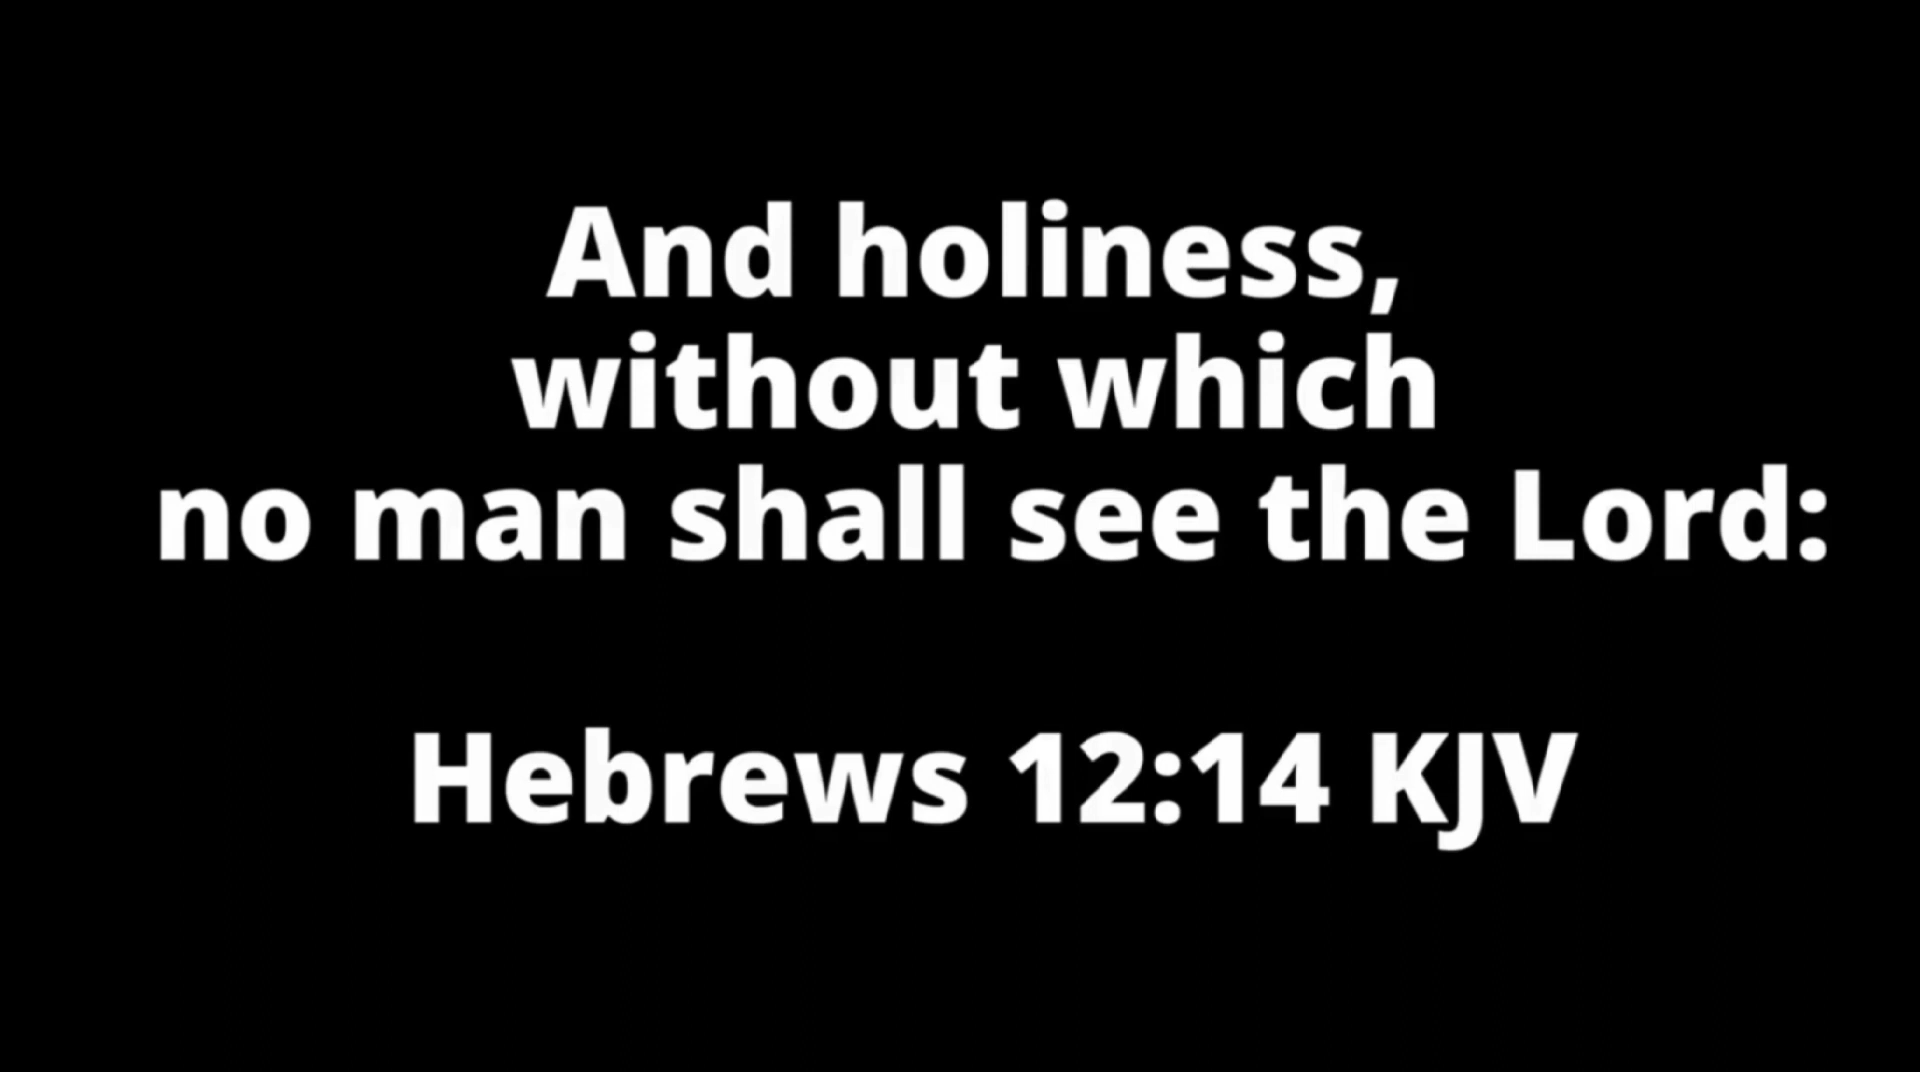 And holiness,
without which
no man shall see the Lord:
Hebrews 12:14 KJV